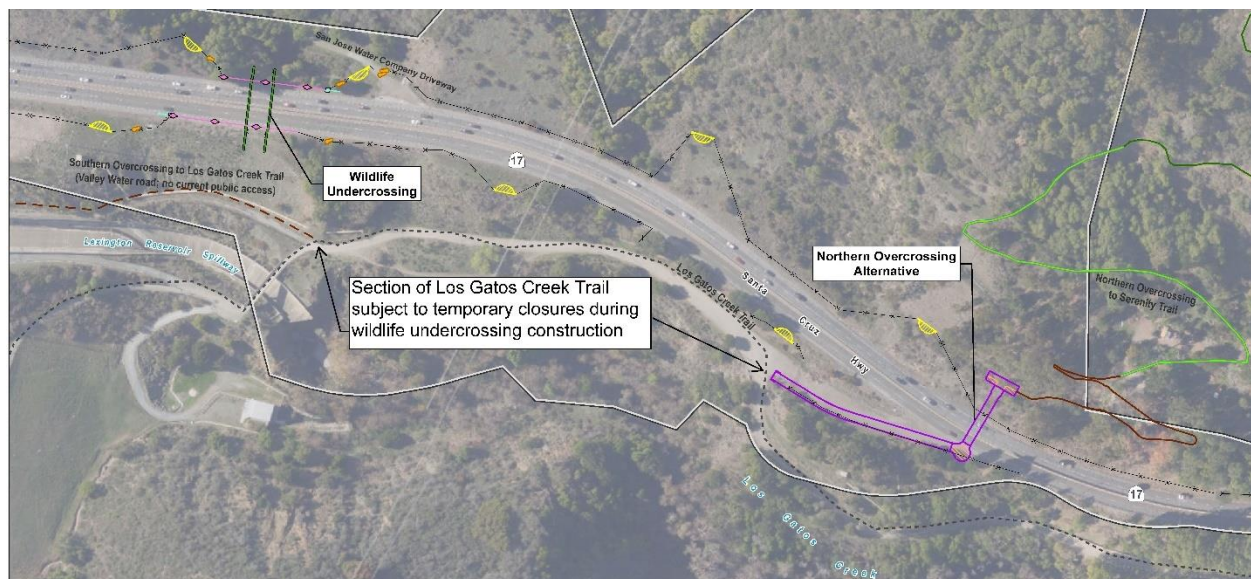 San Jose Water Company Driveway
17
Southern Overcrossing to Los Gatos Creek Trail
(Valley Water road; no current public access)
Wildlife
Undercrossing
Lexington Reservoir Spillway
Section of Los Gatos Creek Trail
subject to temporary closures during
wildlife undercrossing construction
Los Gatos Creek Trail
Santa Cruz Hwy
Northern Overcrossing
Alternative
Northern Overcrossing
to Serenity Trail
17
Los Gatos Creek